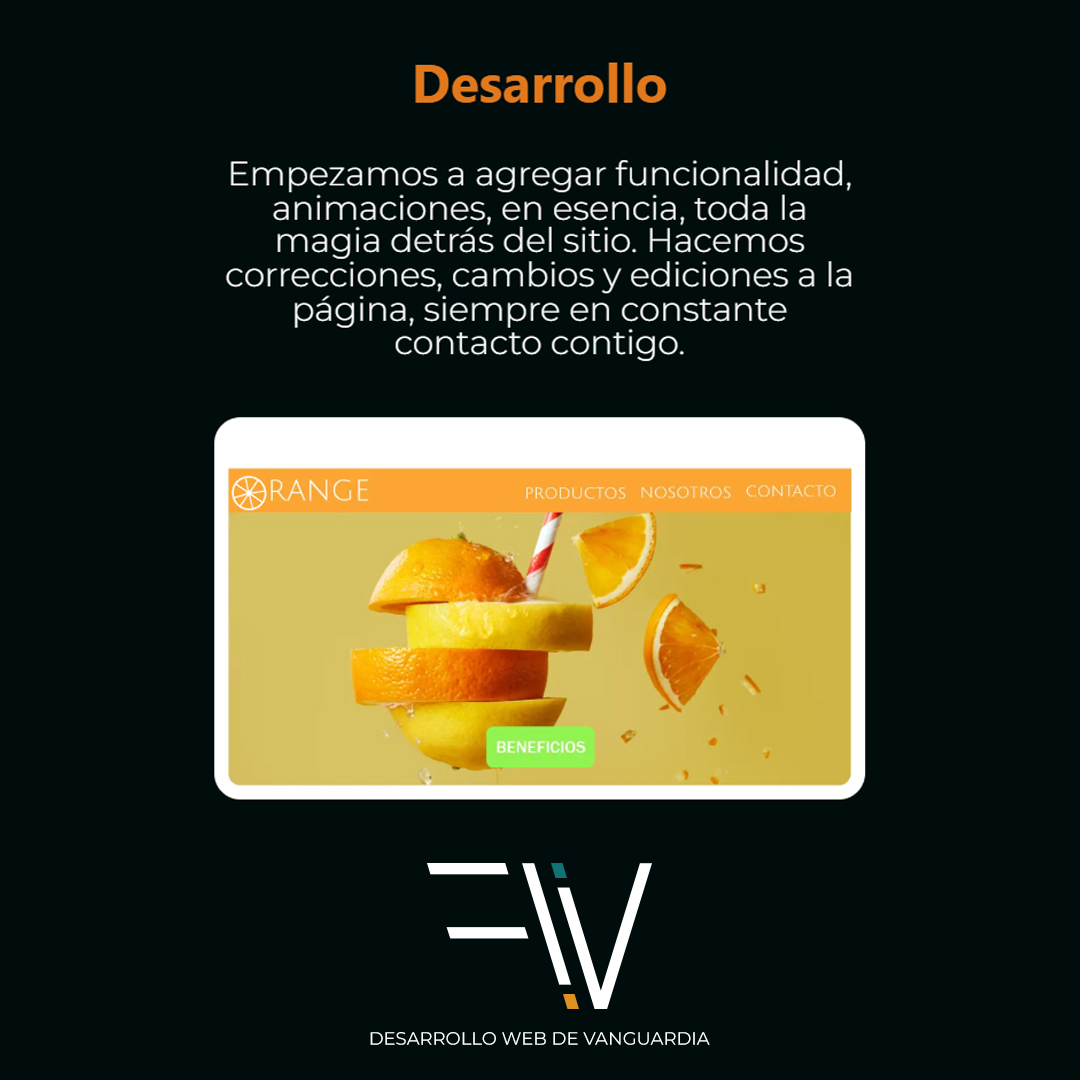 Desarrollo
Empezamos a agregar funcionalidad,
animaciones, en esencia, toda la
magia detrás del sitio. Hacemos
correcciones, cambios y ediciones a la
página, siempre en constante
contacto contigo.
ORANGE PRODUCTOS NOSOTROS CONTACTO
BENEFICIOS
DESARROLLO WEB DE VANGUARDIA